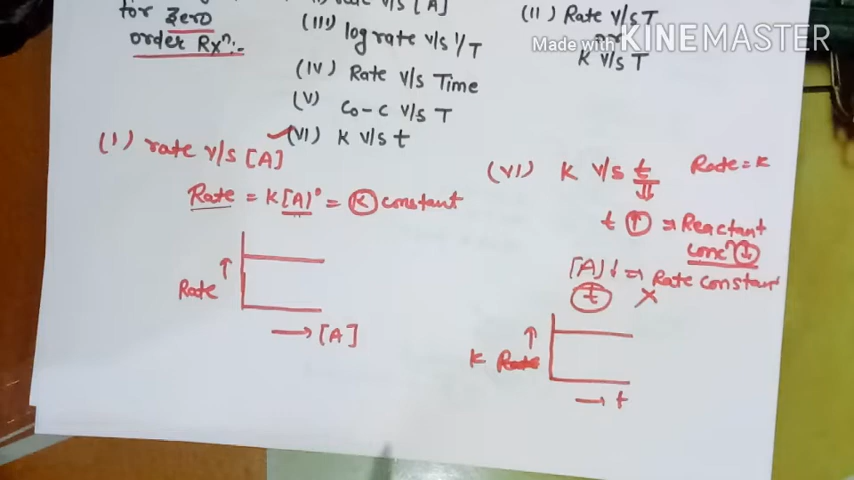 for Zero
order Rxn:-
rate v/s [A]
(III) log rate v/s 1/T
(IV) Rate v/s Time
(V) C₀-C v/s T
(VI) K v/s t
(II) Rate v/s T
or
K v/s T
Made with KINEMASTER
(I) rate v/s [A]
Rate = K[A]° = K constant
↑
Rate
→ [A]
(VI) K v/s t Rate = K
t ↑ ⇒ Reactant
concⁿ ↓
[A]↓ ⇒ Rate constant
t ×
↑
K
→ t